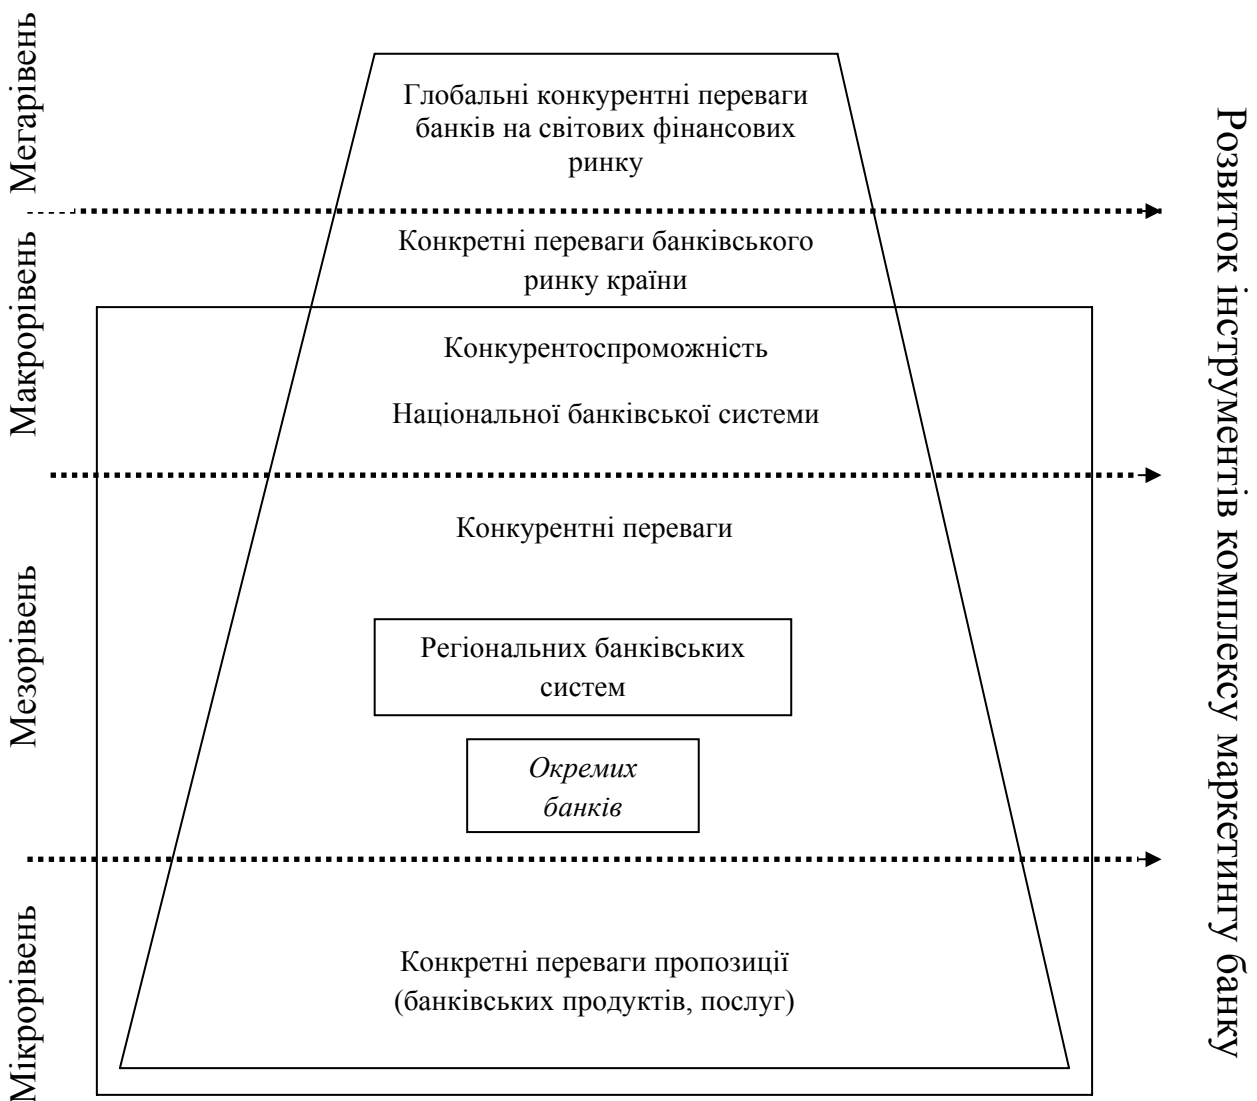 Мегарівень
Глобальні конкурентні переваги
банків на світових фінансових
ринку
Макрорівень
Конкретні переваги банківського
ринку країни
Конкурентоспроможність
Національної банківської системи
Мезорівень
Конкурентні переваги
Регіональних банківських
систем
Окремих
банків
Мікрорівень
Конкретні переваги пропозиції
(банківських продуктів, послуг)
Розвиток інструментів комплексу маркетингу банку